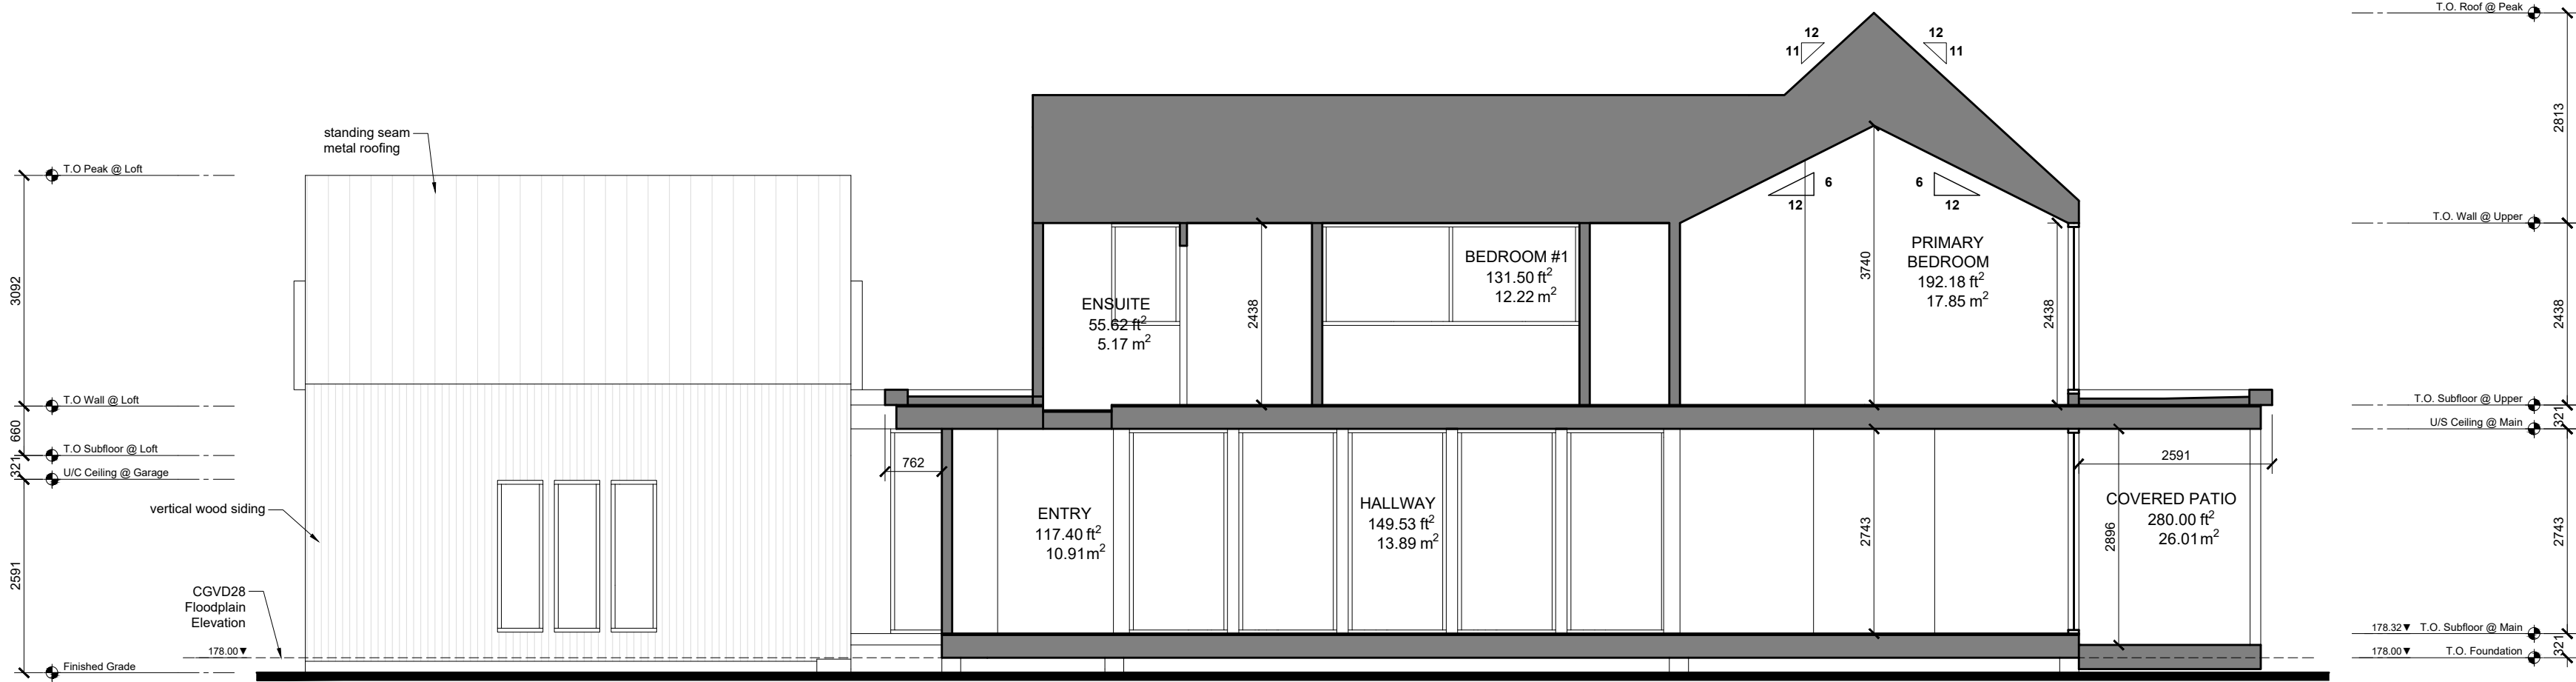 T.O. Roof @ Peak
12
11
12
11
2813
standing seam
metal roofing
T.O Peak @ Loft
6
12
6
12
T.O. Wall @ Upper
3092
BEDROOM #1
131.50 ft²
12.22 m²
PRIMARY
BEDROOM
192.18 ft²
17.85 m²
3740
ENSUITE
55.62 ft²
5.17 m²
2438
2438
2438
T.O Wall @ Loft
T.O. Subfloor @ Upper
321
U/S Ceiling @ Main
660
T.O Subfloor @ Loft
321
U/C Ceiling @ Garage
762
2591
vertical wood siding
ENTRY
117.40 ft²
10.91 m²
HALLWAY
149.53 ft²
13.89 m²
2743
2896
COVERED PATIO
280.00 ft²
26.01 m²
2743
2591
CGVD28
Floodplain
Elevation
178.00▼
Finished Grade
178.32▼ T.O. Subfloor @ Main
321
178.00▼ T.O. Foundation